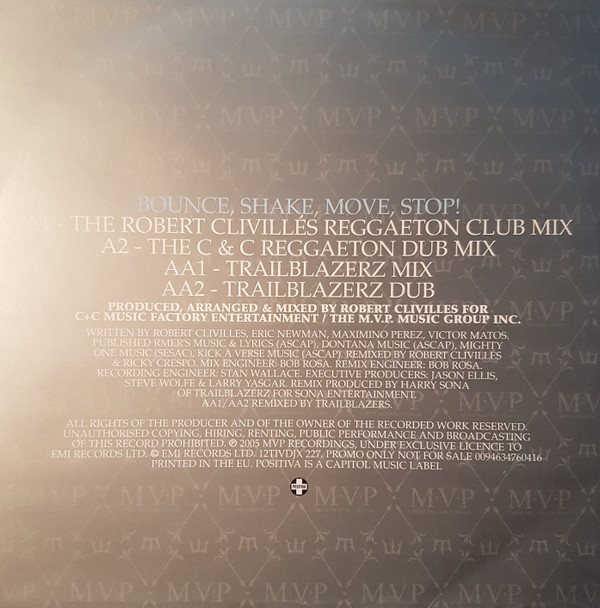 BOUNCE, SHAKE, MOVE, STOP!
A1 - THE ROBERT CLIVILLÉS REGGAETON CLUB MIX
A2 - THE C & C REGGAETON DUB MIX
AA1 - TRAILBLAZERZ MIX
AA2 - TRAILBLAZERZ DUB
PRODUCED, ARRANGED & MIXED BY ROBERT CLIVILLES FOR
C+C MUSIC FACTORY ENTERTAINMENT / THE M.V.P. MUSIC GROUP INC.
WRITTEN BY ROBERT CLIVILLES, ERIC NEWMAN, MAXIMINO PEREZ, VICTOR MATOS.
PUBLISHED RMER'S MUSIC & LYRICS (ASCAP), DONTANA MUSIC (ASCAP), MIGHTY
ONE MUSIC (SESAC), KICK A VERSE MUSIC (ASCAP). REMIXED BY ROBERT CLIVILLÉS
& RICKY CRESPO. MIX ENGINEER: BOB ROSA. REMIX ENGINEER: BOB ROSA.
RECORDING ENGINEER STAN WALLACE. EXECUTIVE PRODUCERS: JASON ELLIS,
STEVE WOLFE & LARRY YASGAR. REMIX PRODUCED BY HARRY SONA
OF TRAILBLAZERZ FOR SONA ENTERTAINMENT.
AA1/AA2 REMIXED BY TRAILBLAZERS.
ALL RIGHTS OF THE PRODUCER AND OF THE OWNER OF THE RECORDED WORK RESERVED.
UNAUTHORISED COPYING, HIRING, RENTING, PUBLIC PERFORMANCE AND BROADCASTING
OF THIS RECORD PROHIBITED. ℗ 2005 MVP RECORDINGS, UNDER EXCLUSIVE LICENCE TO
EMI RECORDS LTD. © EMI RECORDS LTD. 12TIVDJX 227, PROMO ONLY NOT FOR SALE 0094634760416
PRINTED IN THE EU. POSITIVA IS A CAPITOL MUSIC LABEL
POSITIVA